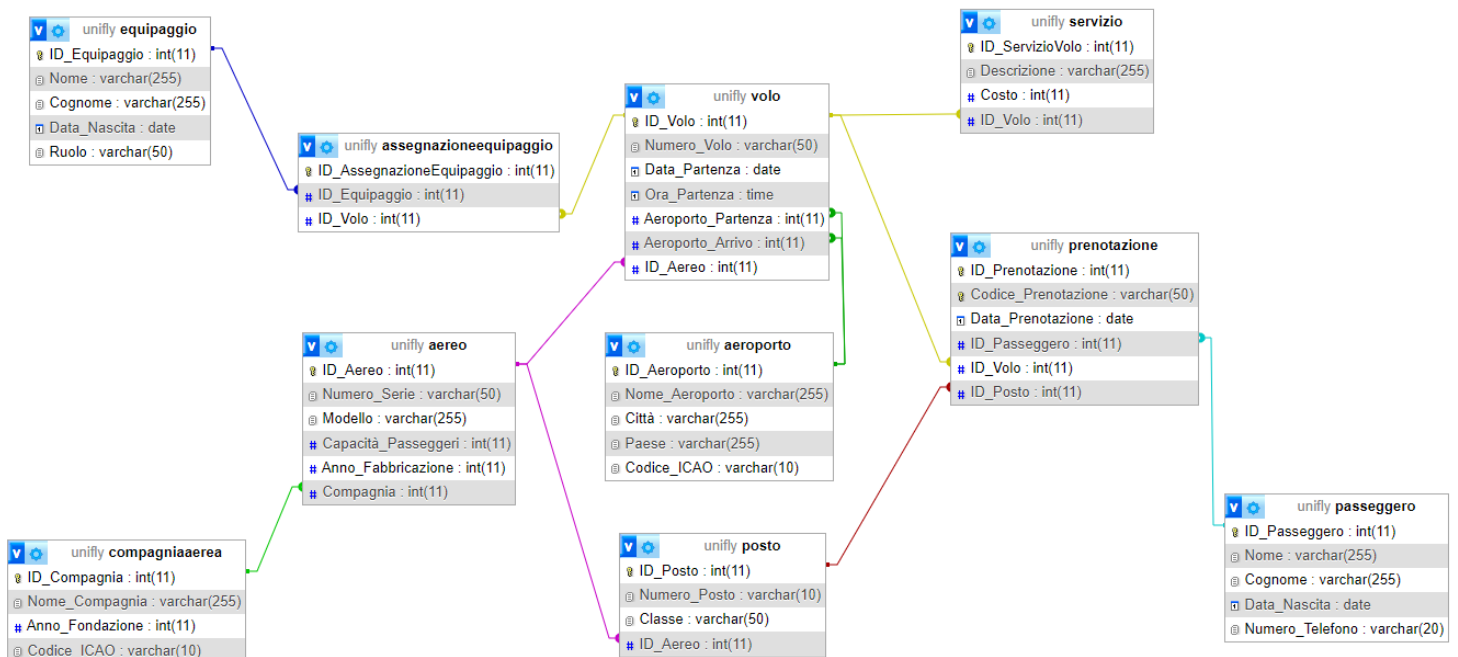 unifly equipaggio
ID_Equipaggio : int(11)
Nome : varchar(255)
Cognome : varchar(255)
Data_Nascita : date
Ruolo : varchar(50)
unifly assegnazioneequipaggio
ID_AssegnazioneEquipaggio : int(11)
ID_Equipaggio : int(11)
ID_Volo : int(11)
unifly volo
ID_Volo : int(11)
Numero_Volo : varchar(50)
Data_Partenza : date
Ora_Partenza : time
Aeroporto_Partenza : int(11)
Aeroporto_Arrivo : int(11)
ID_Aereo : int(11)
unifly servizio
ID_ServizioVolo : int(11)
Descrizione : varchar(255)
Costo : int(11)
ID_Volo : int(11)
unifly prenotazione
ID_Prenotazione : int(11)
Codice_Prenotazione : varchar(50)
Data_Prenotazione : date
ID_Passeggero : int(11)
ID_Volo : int(11)
ID_Posto : int(11)
unifly aereo
ID_Aereo : int(11)
Numero_Serie : varchar(50)
Modello : varchar(255)
Capacità_Passeggeri : int(11)
Anno_Fabbricazione : int(11)
Compagnia : int(11)
unifly aeroporto
ID_Aeroporto : int(11)
Nome_Aeroporto : varchar(255)
Città : varchar(255)
Paese : varchar(255)
Codice_ICAO : varchar(10)
unifly compagniaaerea
ID_Compagnia : int(11)
Nome_Compagnia : varchar(255)
Anno_Fondazione : int(11)
Codice_ICAO : varchar(10)
unifly posto
ID_Posto : int(11)
Numero_Posto : varchar(10)
Classe : varchar(50)
ID_Aereo : int(11)
unifly passeggero
ID_Passeggero : int(11)
Nome : varchar(255)
Cognome : varchar(255)
Data_Nascita : date
Numero_Telefono : varchar(20)